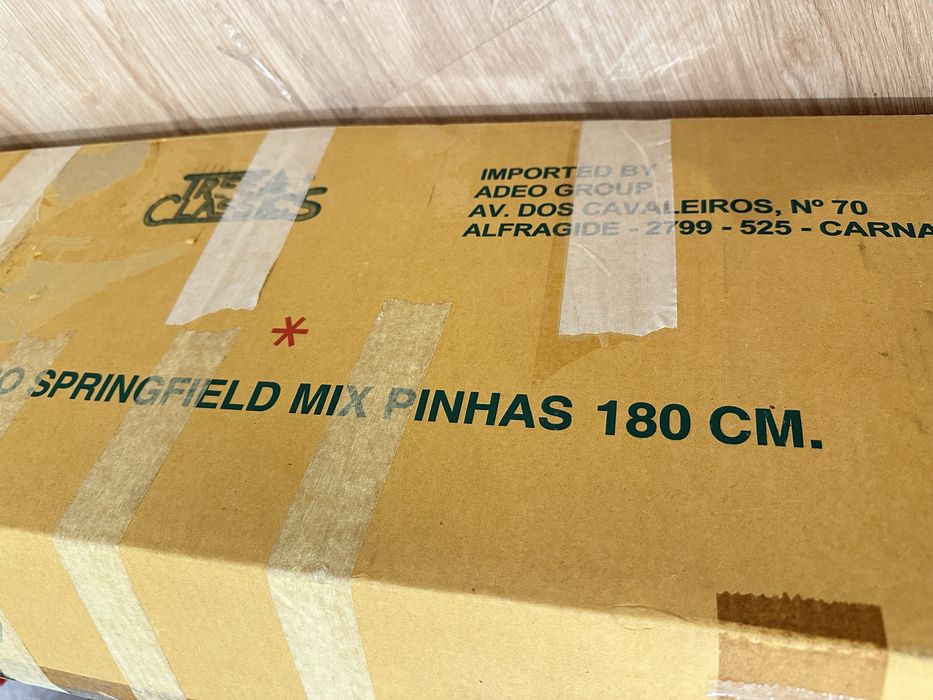 TREE CLASSICS
IMPORTED BY
ADEO GROUP
AV. DOS CAVALEIROS, Nº 70
ALFRAGIDE - 2799 - 525 - CARNA
*
O SPRINGFIELD MIX PINHAS 180 CM.